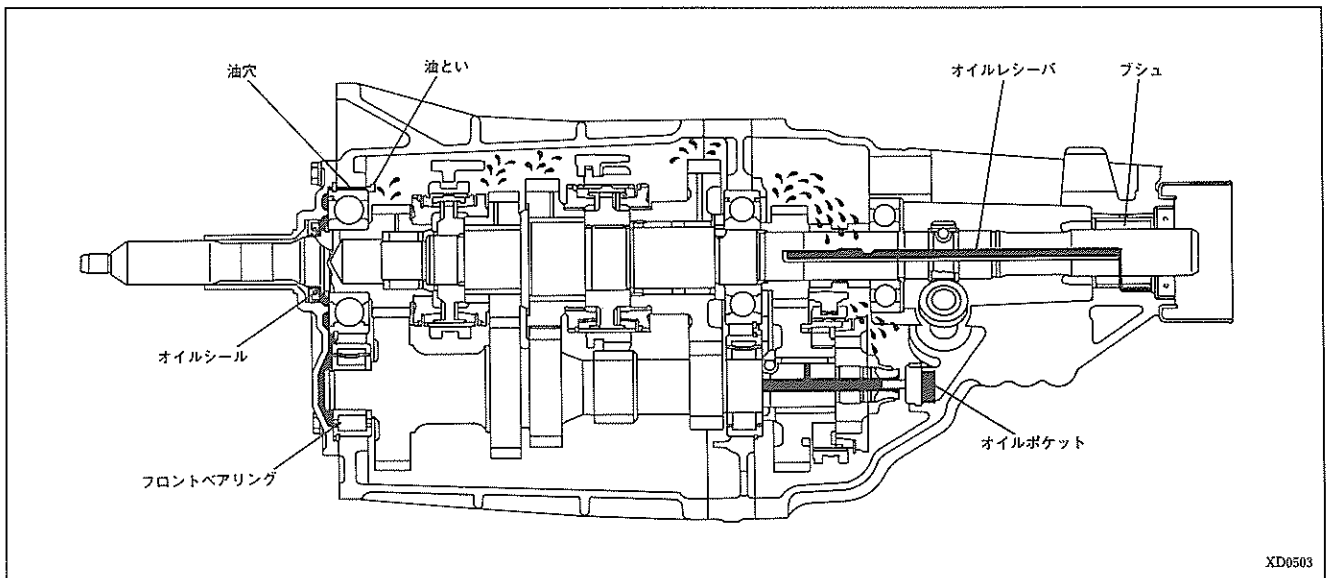 油穴
油とい
オイルレシーバ
ブシュ
オイルシール
フロントベアリング
オイルポケット
XD0503